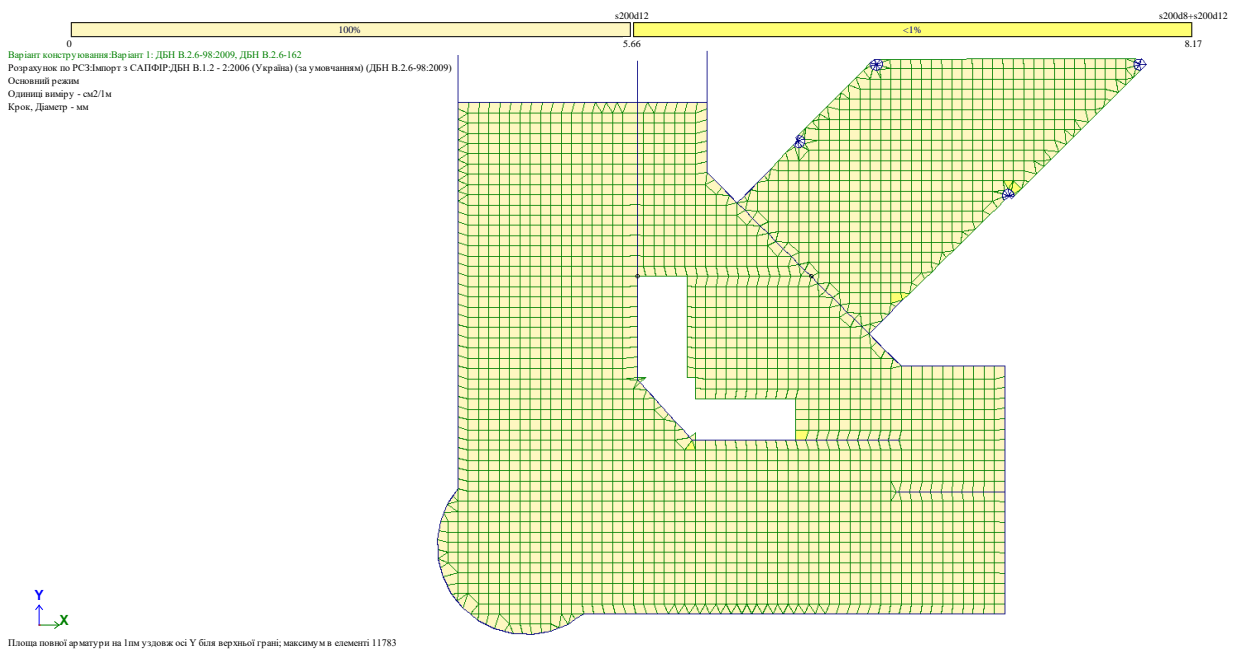 s200d12 s200d8+s200d12
100% <1%
0 5.66 8.17
Варіант конструювання:Варіант 1: ДБН В.2.6-98:2009, ДБН В.2.6-162
Розрахунок по РСЗ:Імпорт з САПФІР:ДБН В.1.2 - 2:2006 (Україна) (за умовчанням) (ДБН В.2.6-98:2009)
Основний режим
Одиниці виміру - см2/1м
Крок, Діаметр - мм
Y
X
Площа повної арматури на 1пм уздовж осі Y біля верхньої грані; максимум в елементі 11783